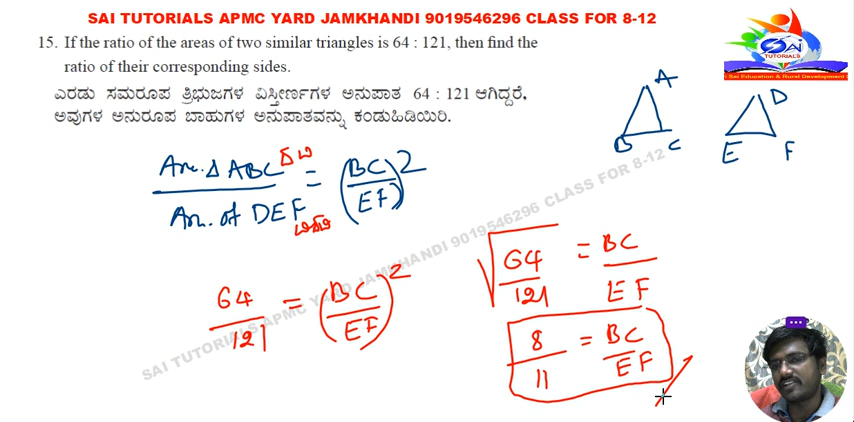 SAI TUTORIALS APMC YARD JAMKHANDI 9019546296 CLASS FOR 8-12
15. If the ratio of the areas of two similar triangles is 64 : 121, then find the
ratio of their corresponding sides.
ಎರಡು ಸಮರೂಪ ತ್ರಿಭುಜಗಳ ವಿಸ್ತೀರ್ಣಗಳ ಅನುಪಾತ 64 : 121 ಆಗಿದ್ದರೆ,
ಅವುಗಳ ಅನುರೂಪ ಬಾಹುಗಳ ಅನುಪಾತವನ್ನು ಕಂಡುಹಿಡಿಯಿರಿ.
SAI
TUTORIALS
Sai Education & Rural Development
A
B C
D
E F
Ar. Δ ABC = (BC)²
Ar. of DEF (EF)
64 = (BC)²
121 (EF)
√64 = BC
121 EF
8 = BC
11 EF
SAI TUTORIALS APMC YARD JAMKHANDI 9019546296 CLASS FOR 8-12